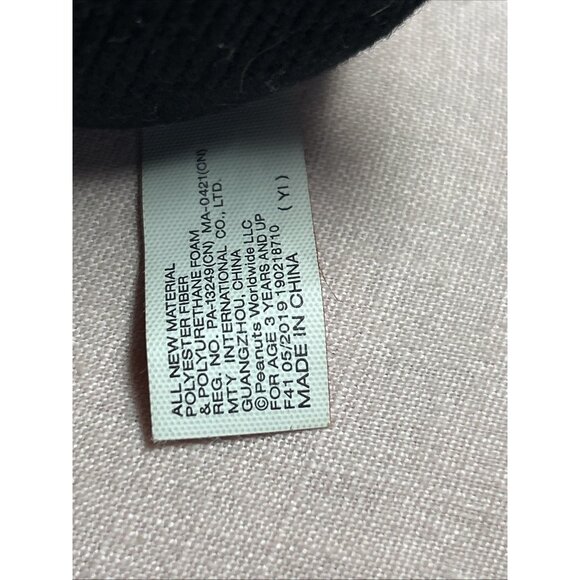 ALL NEW MATERIAL
POLYESTER FIBER
& POLYURETHANE FOAM
REG. NO. PA-13249(CN) MA-0421(CN)
MTY INTERNATIONAL CO., LTD.
GUANGZHOU, CHINA
©Peanuts Worldwide LLC
FOR AGE 3 YEARS AND UP
F41 05/2019 190218710 (YI)
MADE IN CHINA